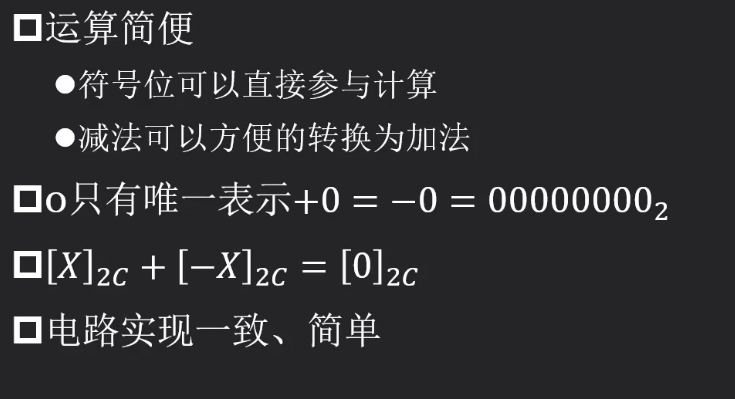 运算简便
符号位可以直接参与计算
减法可以方便的转换为加法
0只有唯一表示+0 = −0 = 00000000₂
[X]₂C + [−X]₂C = [0]₂C
电路实现一致、简单